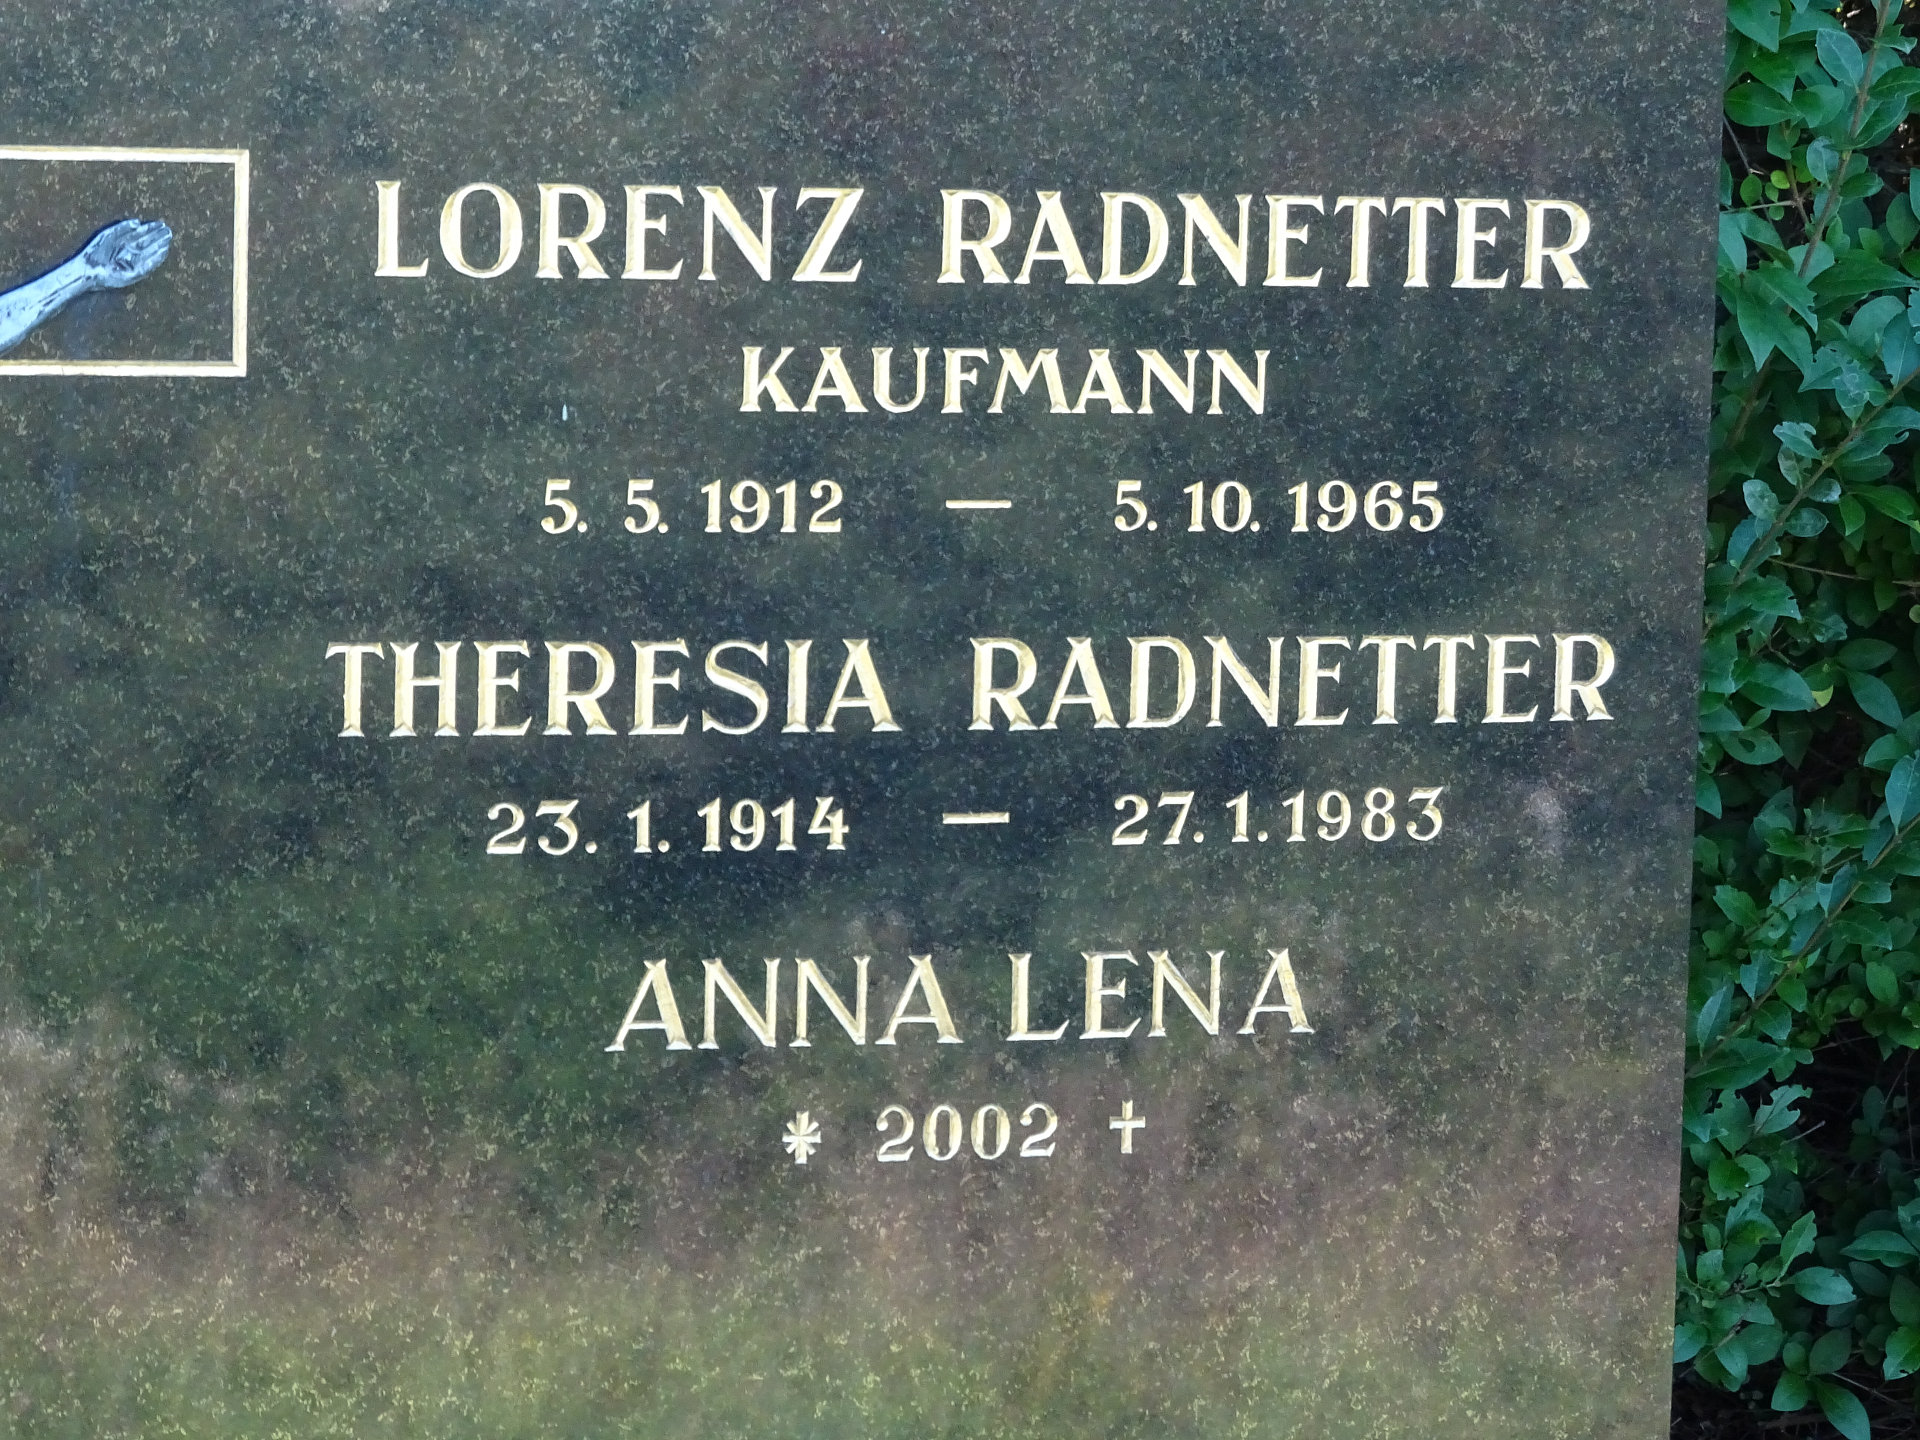 LORENZ RADNETTER
KAUFMANN
5. 5. 1912 — 5. 10. 1965
THERESIA RADNETTER
23. 1. 1914 — 27. 1. 1983
ANNA LENA
* 2002 †